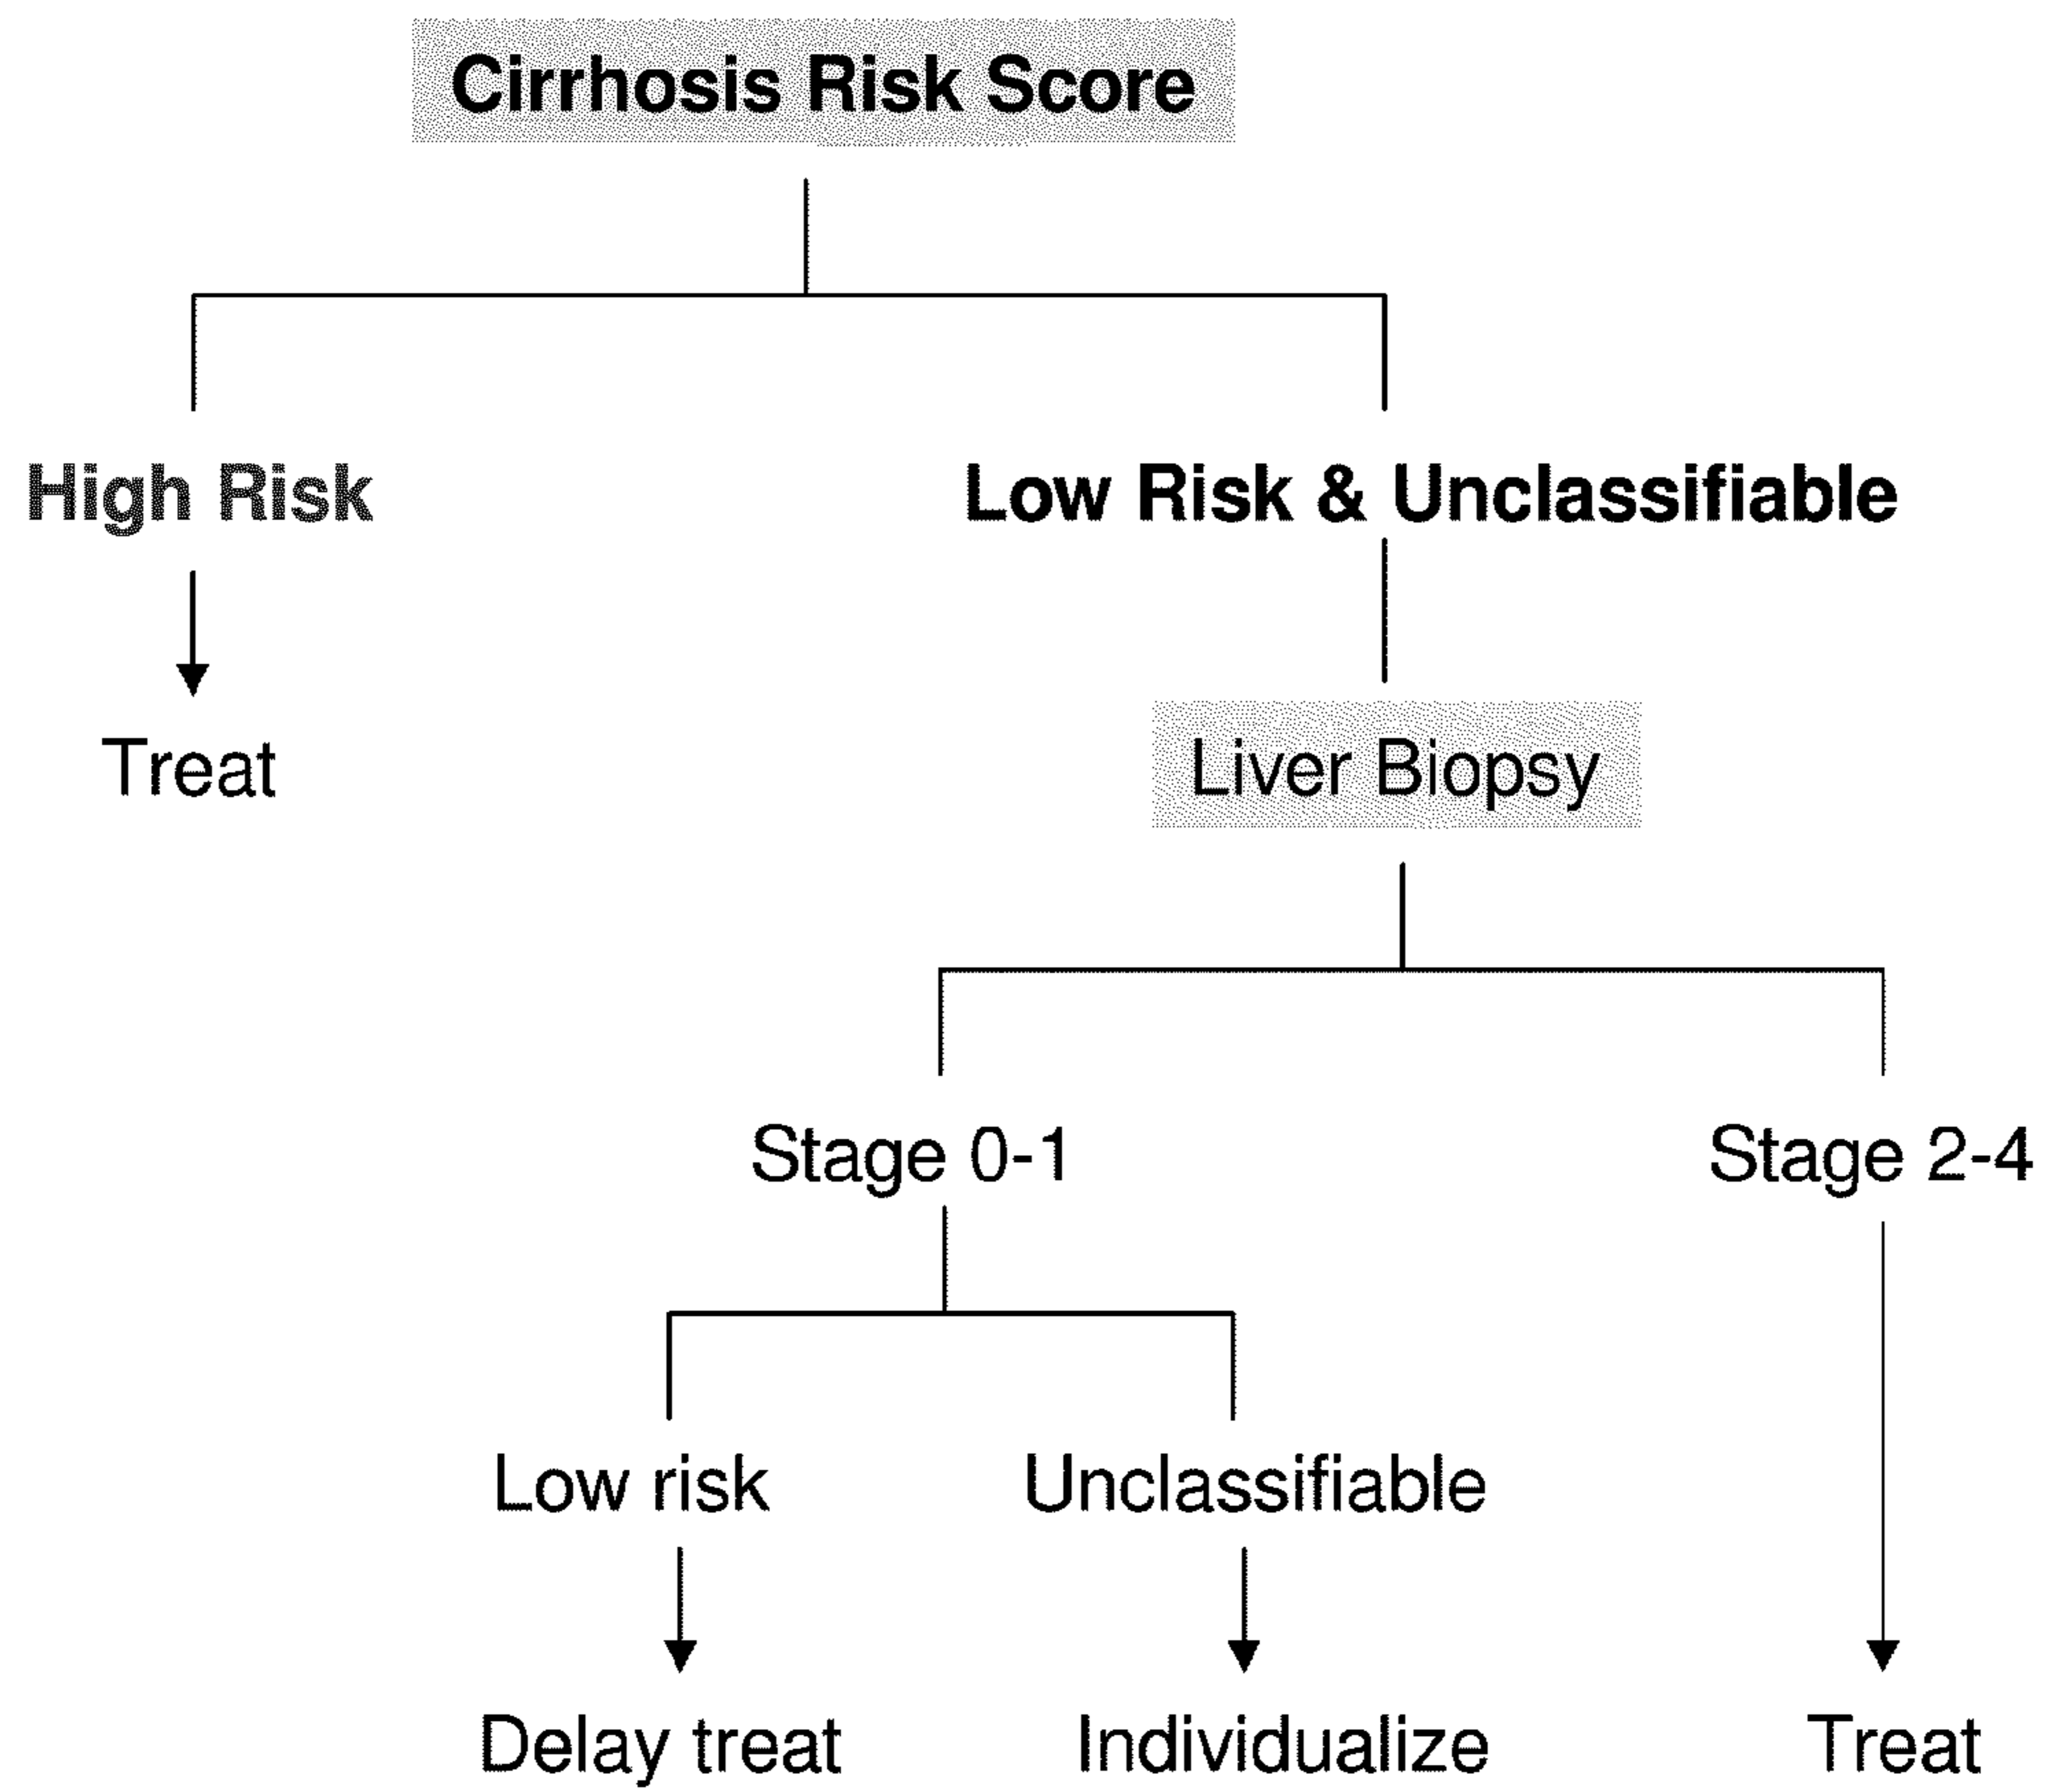 Cirrhosis Risk Score
High Risk
Low Risk & Unclassifiable
Treat
Liver Biopsy
Stage 0-1
Stage 2-4
Low risk
Unclassifiable
Delay treat
Individualize
Treat